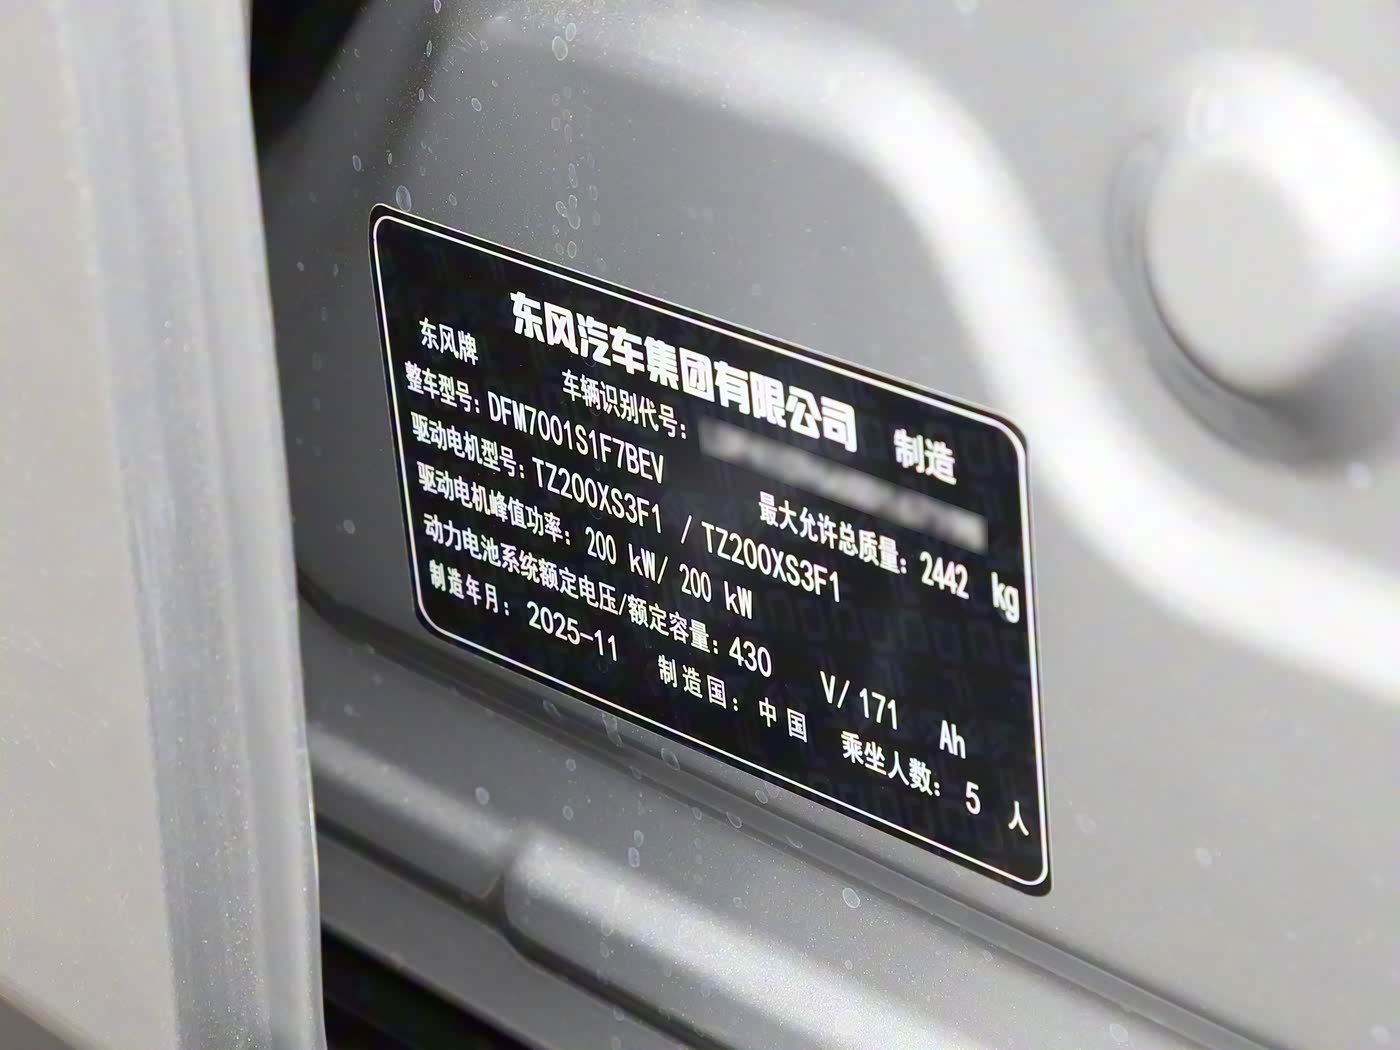 东风汽车集团有限公司 制造
东风牌 车辆识别代号：
整车型号：DFM7001S1F7BEV 最大允许总质量：2442 kg
驱动电机型号：TZ200XS3F1 / TZ200XS3F1
驱动电机峰值功率：200 kW/ 200 kW
动力电池系统额定电压/额定容量：430 V/ 171 Ah
制造年月：2025-11 制造国：中国 乘坐人数：5 人